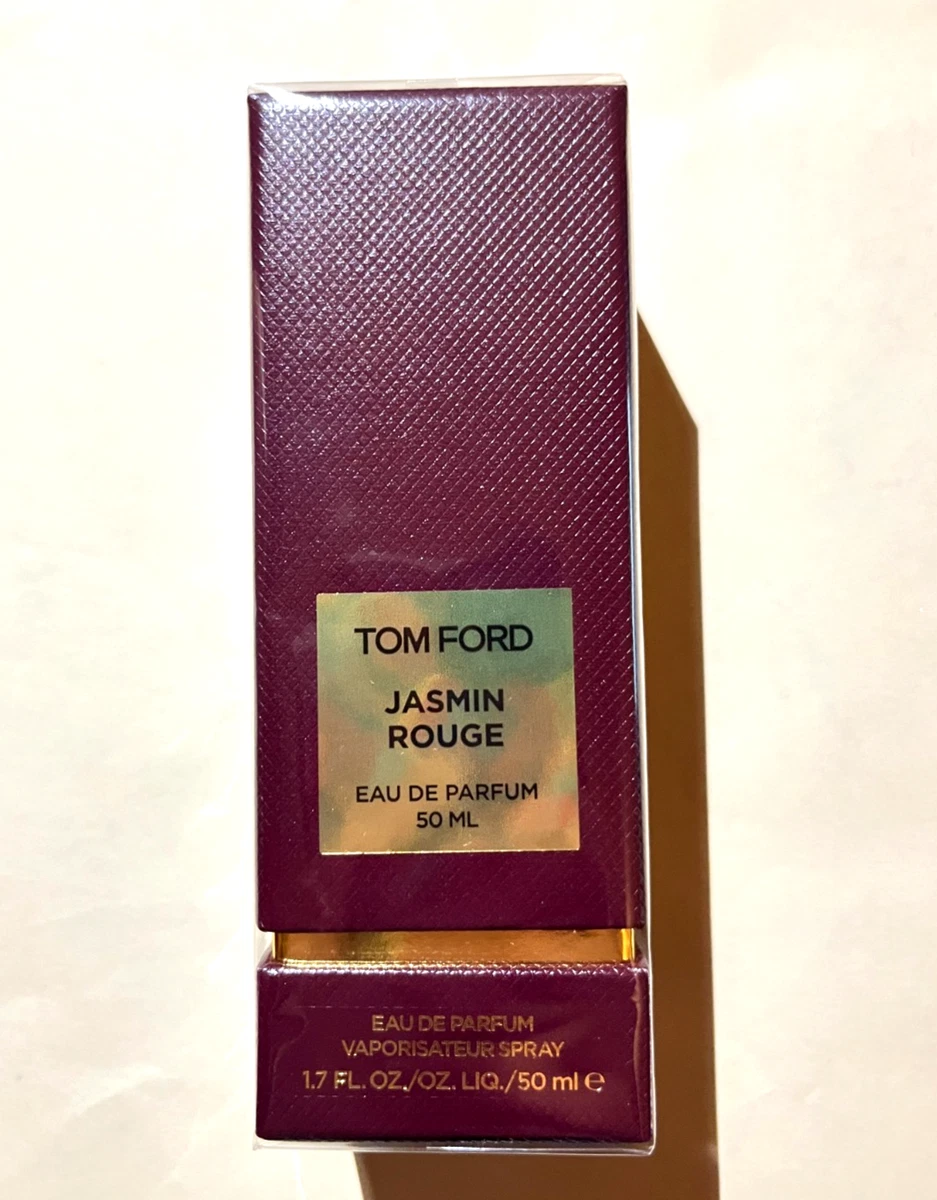 TOM FORD
JASMIN
ROUGE
EAU DE PARFUM
50 ML
EAU DE PARFUM
VAPORISATEUR SPRAY
1.7 FL. OZ./OZ. LIQ./50 ml ℮